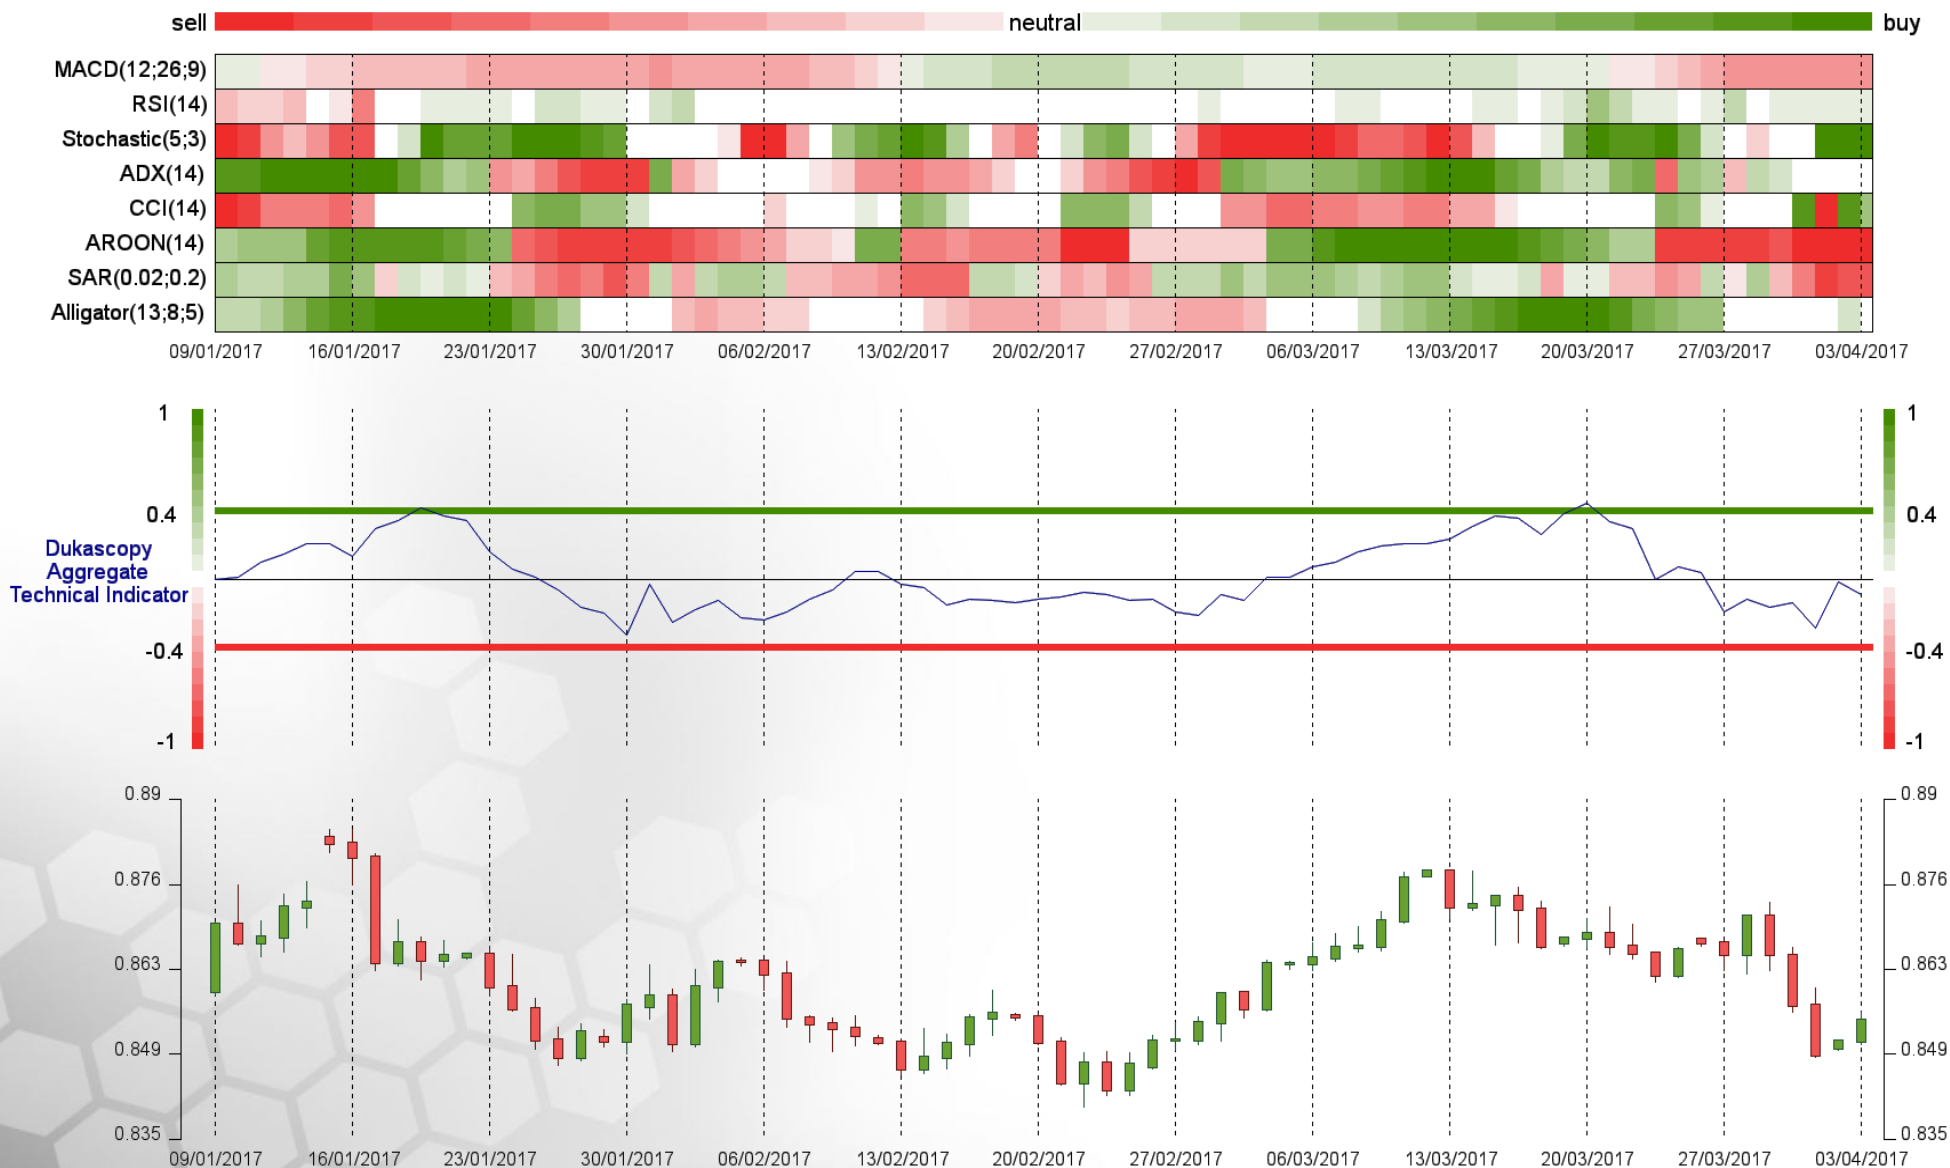 sell neutral buy
MACD(12;26;9)
RSI(14)
Stochastic(5;3)
ADX(14)
CCI(14)
AROON(14)
SAR(0.02;0.2)
Alligator(13;8;5)
09/01/2017 16/01/2017 23/01/2017 30/01/2017 06/02/2017 13/02/2017 20/02/2017 27/02/2017 06/03/2017 13/03/2017 20/03/2017 27/03/2017 03/04/2017
1 1
0.4 0.4
Dukascopy
Aggregate
Technical Indicator
-0.4 -0.4
-1 -1
0.89 0.89
0.876 0.876
0.863 0.863
0.849 0.849
0.835 0.835
09/01/2017 16/01/2017 23/01/2017 30/01/2017 06/02/2017 13/02/2017 20/02/2017 27/02/2017 06/03/2017 13/03/2017 20/03/2017 27/03/2017 03/04/2017